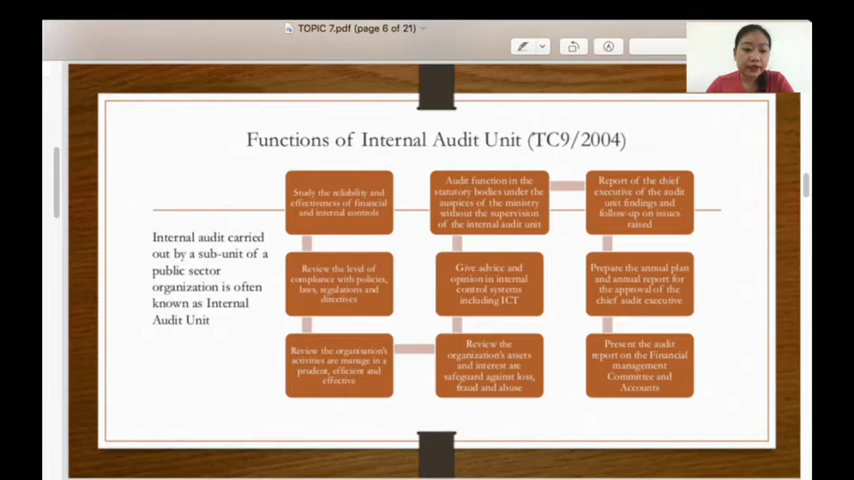 TOPIC 7.pdf (page 6 of 21)
Functions of Internal Audit Unit (TC9/2004)
Internal audit carried
out by a sub-unit of a
public sector
organization is often
known as Internal
Audit Unit
Study the reliability and
effectiveness of financial
and internal controls
Review the level of
compliance with policies,
laws, regulations and
directives
Review the organisation's
activities are manage in a
prudent, efficient and
effective
Review the
organization's assets
and interest are
safeguard against loss,
fraud and abuse
Give advice and
opinion in internal
control systems
including ICT
Audit function in the
statutory bodies under the
auspices of the ministry
without the supervision
of the internal audit unit
Report of the chief
executive of the audit
unit findings and
follow-up on issues
raised
Prepare the annual plan
and annual report for
the approval of the
chief audit executive
Present the audit
report on the Financial
management
Committee and
Accounts